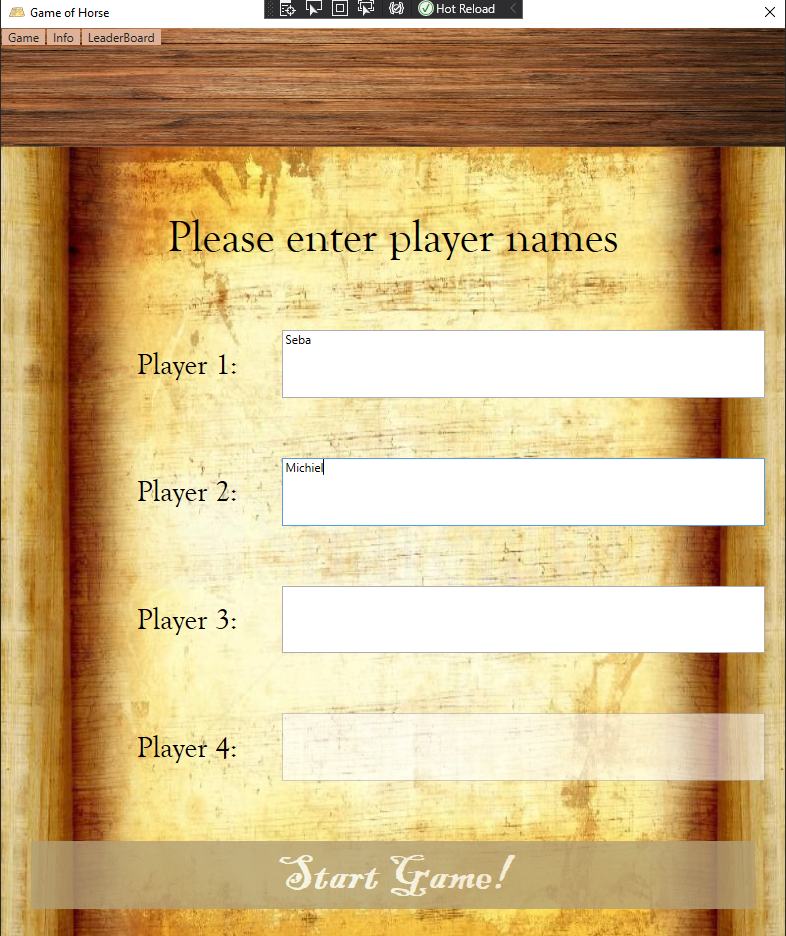 Game of Horse
Hot Reload
Game Info LeaderBoard
Please enter player names
Player 1: Seba
Player 2: Michiel
Player 3:
Player 4:
Start Game!